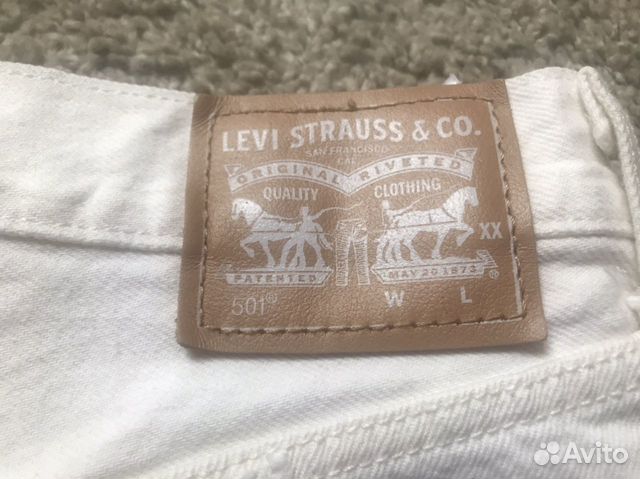 LEVI STRAUSS & CO.
SAN FRANCISCO
CAL
ORIGINAL RIVETED
QUALITY CLOTHING
XX
PATENTED MAY 20 1873 ®
501® W L
Avito